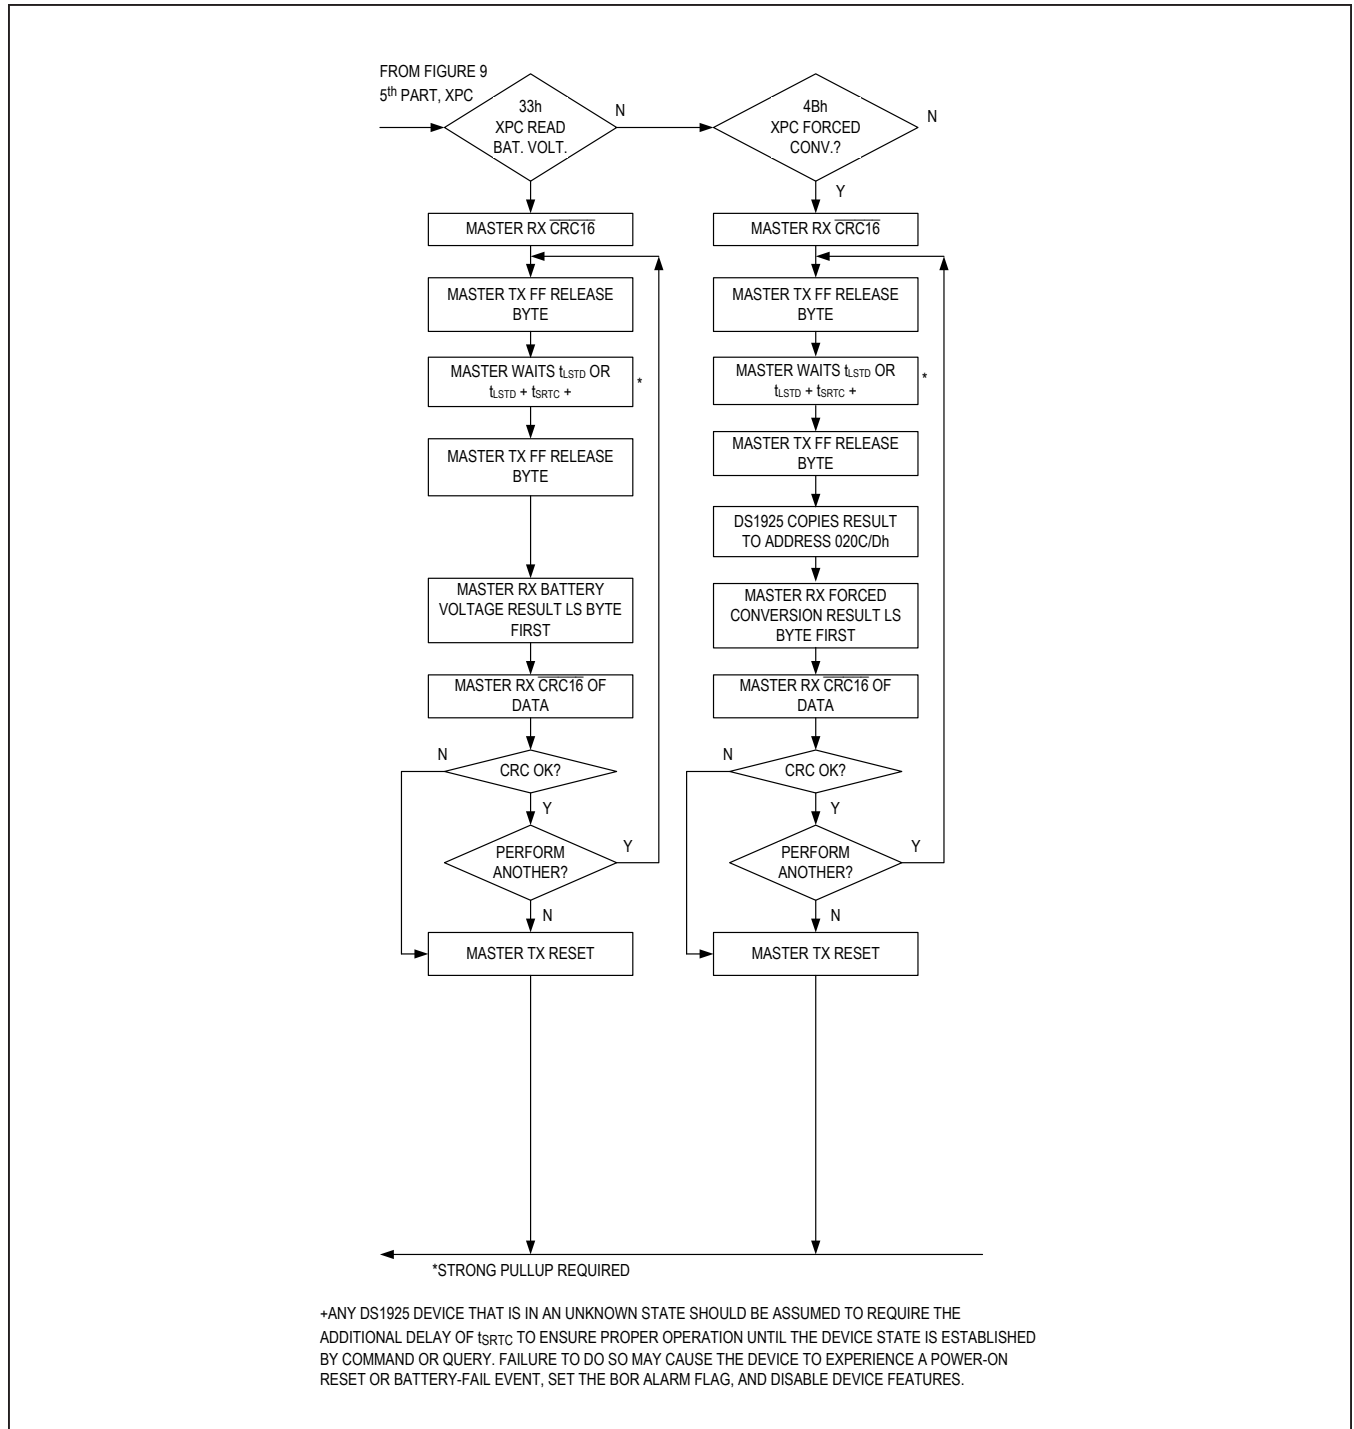 FROM FIGURE 9
5th PART, XPC
33h
XPC READ
BAT. VOLT.
N
4Bh
XPC FORCED
CONV.?
N
Y
MASTER RX CRC16
MASTER TX FF RELEASE
BYTE
MASTER WAITS tLSTD OR
tLSTD + tSRTC +
*
MASTER TX FF RELEASE
BYTE
MASTER RX BATTERY
VOLTAGE RESULT LS BYTE
FIRST
MASTER RX CRC16 OF
DATA
N
CRC OK?
Y
PERFORM
ANOTHER?
Y
N
MASTER TX RESET
MASTER RX CRC16
MASTER TX FF RELEASE
BYTE
MASTER WAITS tLSTD OR
tLSTD + tSRTC +
*
MASTER TX FF RELEASE
BYTE
DS1925 COPIES RESULT
TO ADDRESS 020C/Dh
MASTER RX FORCED
CONVERSION RESULT LS
BYTE FIRST
MASTER RX CRC16 OF
DATA
N
CRC OK?
Y
PERFORM
ANOTHER?
Y
N
MASTER TX RESET
*STRONG PULLUP REQUIRED
+ANY DS1925 DEVICE THAT IS IN AN UNKNOWN STATE SHOULD BE ASSUMED TO REQUIRE THE
ADDITIONAL DELAY OF tSRTC TO ENSURE PROPER OPERATION UNTIL THE DEVICE STATE IS ESTABLISHED
BY COMMAND OR QUERY. FAILURE TO DO SO MAY CAUSE THE DEVICE TO EXPERIENCE A POWER-ON
RESET OR BATTERY-FAIL EVENT, SET THE BOR ALARM FLAG, AND DISABLE DEVICE FEATURES.